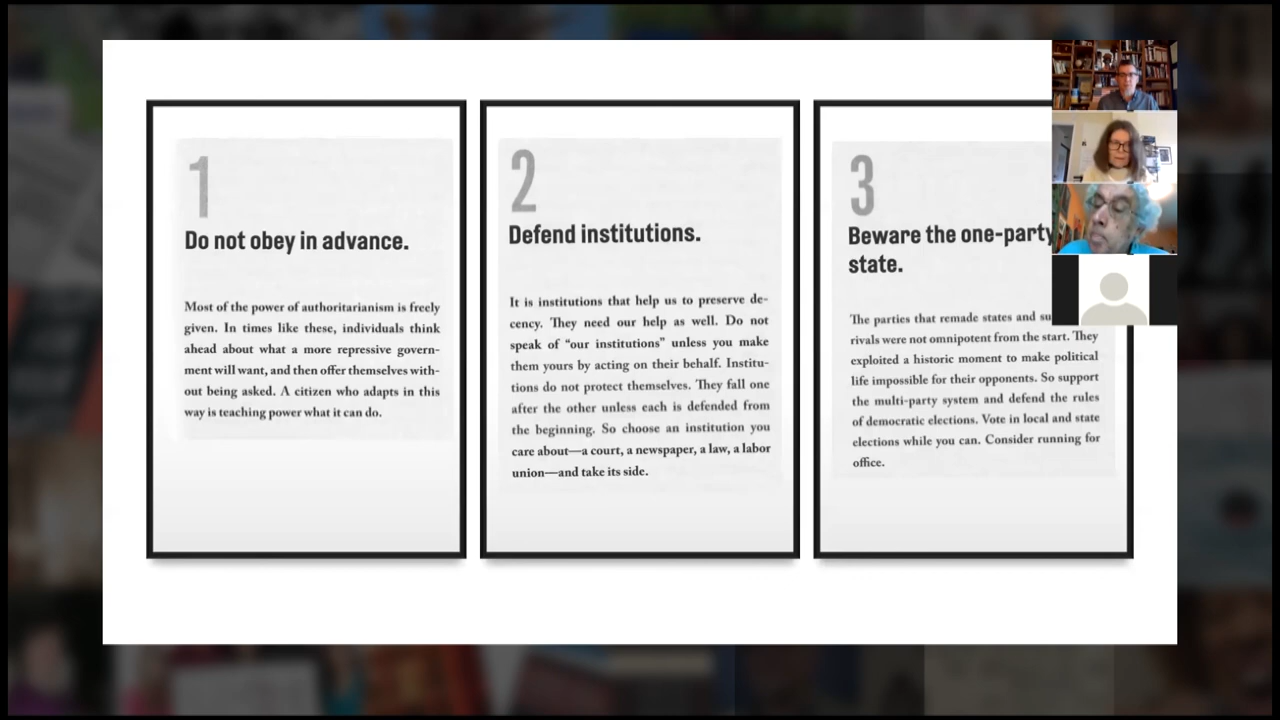 1
Do not obey in advance.
Most of the power of authoritarianism is freely
given. In times like these, individuals think
ahead about what a more repressive govern-
ment will want, and then offer themselves with-
out being asked. A citizen who adapts in this
way is teaching power what it can do.
2
Defend institutions.
It is institutions that help us to preserve de-
cency. They need our help as well. Do not
speak of “our institutions” unless you make
them yours by acting on their behalf. Institu-
tions do not protect themselves. They fall one
after the other unless each is defended from
the beginning. So choose an institution you
care about—a court, a newspaper, a law, a labor
union—and take its side.
3
Beware the one-party
state.
The parties that remade states and
rivals were not omnipotent from the start. They
exploited a historic moment to make political
life impossible for their opponents. So support
the multi-party system and defend the rules
of democratic elections. Vote in local and state
elections while you can. Consider running for
office.